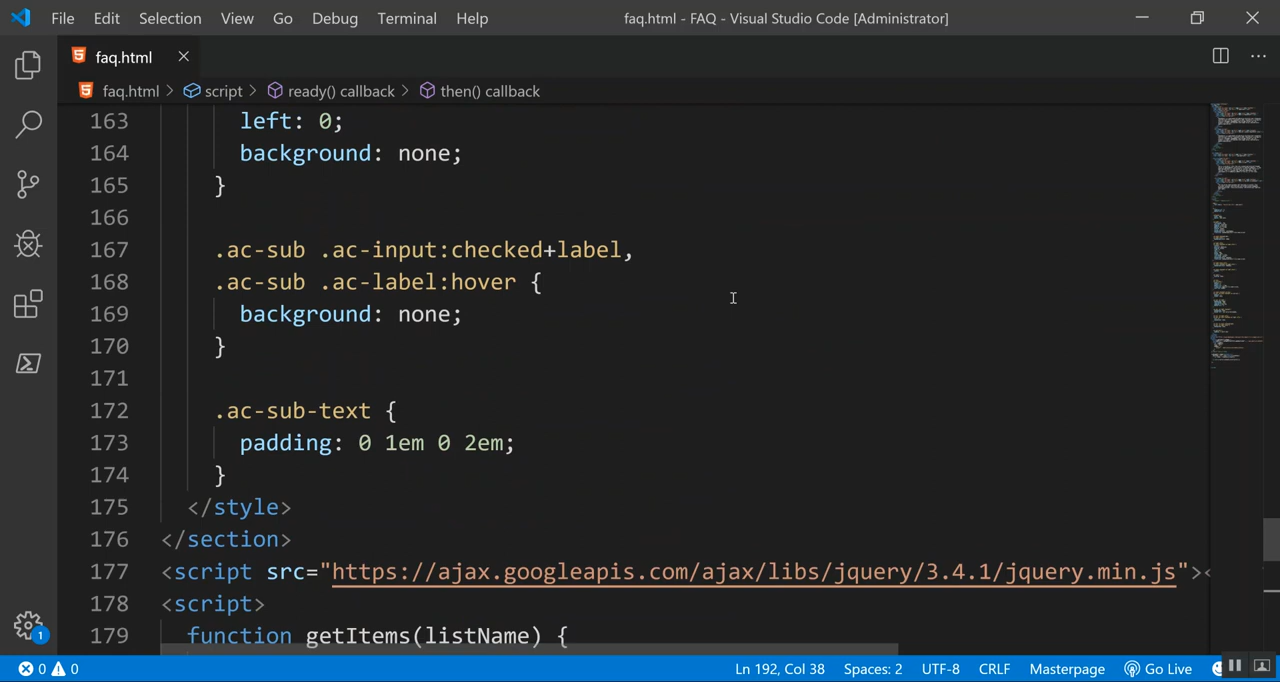 File Edit Selection View Go Debug Terminal Help faq.html - FAQ - Visual Studio Code [Administrator]
faq.html
faq.html > script > ready() callback > then() callback
163 left: 0;
164 background: none;
165 }
166
167 .ac-sub .ac-input:checked+label,
168 .ac-sub .ac-label:hover {
169 background: none;
170 }
171
172 .ac-sub-text {
173 padding: 0 1em 0 2em;
174 }
175 </style>
176 </section>
177 <script src="https://ajax.googleapis.com/ajax/libs/jquery/3.4.1/jquery.min.js"><
178 <script>
179 function getItems(listName) {
1
0 0 Ln 192, Col 38 Spaces: 2 UTF-8 CRLF Masterpage Go Live